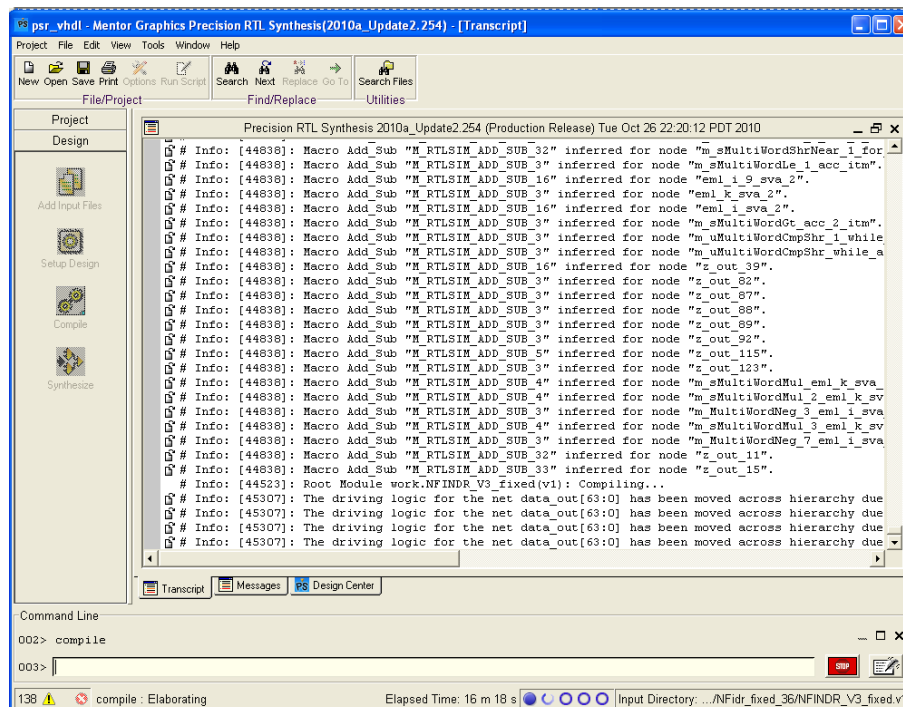 psr_vhdl - Mentor Graphics Precision RTL Synthesis(2010a_Update2.254) - [Transcript]
Project File Edit View Tools Window Help
New Open Save Print Options Run Script Search Next Replace Go To Search Files
File/Project Find/Replace Utilities
Project
Design
Add Input Files
Setup Design
Compile
Synthesize
Precision RTL Synthesis 2010a_Update2.254 (Production Release) Tue Oct 26 22:20:12 PDT 2010
# Info: [44838]: Macro Add_Sub "M_RTLSIM_ADD_SUB_32" inferred for node "m_sMultiWordShrNear_1_for
# Info: [44838]: Macro Add_Sub "M_RTLSIM_ADD_SUB_3" inferred for node "m_sMultiWordLe_1_acc_itm".
# Info: [44838]: Macro Add_Sub "M_RTLSIM_ADD_SUB_16" inferred for node "eml_i_9_sva_2".
# Info: [44838]: Macro Add_Sub "M_RTLSIM_ADD_SUB_3" inferred for node "eml_k_sva_2".
# Info: [44838]: Macro Add_Sub "M_RTLSIM_ADD_SUB_16" inferred for node "eml_i_sva_2".
# Info: [44838]: Macro Add_Sub "M_RTLSIM_ADD_SUB_3" inferred for node "m_sMultiWordGt_acc_2_itm".
# Info: [44838]: Macro Add_Sub "M_RTLSIM_ADD_SUB_3" inferred for node "m_uMultiWordCmpShr_1_while_
# Info: [44838]: Macro Add_Sub "M_RTLSIM_ADD_SUB_3" inferred for node "m_uMultiWordCmpShr_while_a
# Info: [44838]: Macro Add_Sub "M_RTLSIM_ADD_SUB_16" inferred for node "z_out_39".
# Info: [44838]: Macro Add_Sub "M_RTLSIM_ADD_SUB_3" inferred for node "z_out_82".
# Info: [44838]: Macro Add_Sub "M_RTLSIM_ADD_SUB_3" inferred for node "z_out_87".
# Info: [44838]: Macro Add_Sub "M_RTLSIM_ADD_SUB_3" inferred for node "z_out_88".
# Info: [44838]: Macro Add_Sub "M_RTLSIM_ADD_SUB_3" inferred for node "z_out_89".
# Info: [44838]: Macro Add_Sub "M_RTLSIM_ADD_SUB_3" inferred for node "z_out_92".
# Info: [44838]: Macro Add_Sub "M_RTLSIM_ADD_SUB_5" inferred for node "z_out_115".
# Info: [44838]: Macro Add_Sub "M_RTLSIM_ADD_SUB_3" inferred for node "z_out_123".
# Info: [44838]: Macro Add_Sub "M_RTLSIM_ADD_SUB_4" inferred for node "m_sMultiWordMul_eml_k_sva_
# Info: [44838]: Macro Add_Sub "M_RTLSIM_ADD_SUB_4" inferred for node "m_sMultiWordMul_2_eml_k_sv
# Info: [44838]: Macro Add_Sub "M_RTLSIM_ADD_SUB_3" inferred for node "m_MultiWordNeg_3_eml_i_sva
# Info: [44838]: Macro Add_Sub "M_RTLSIM_ADD_SUB_4" inferred for node "m_sMultiWordMul_3_eml_k_sv
# Info: [44838]: Macro Add_Sub "M_RTLSIM_ADD_SUB_3" inferred for node "m_MultiWordNeg_7_eml_i_sva
# Info: [44838]: Macro Add_Sub "M_RTLSIM_ADD_SUB_32" inferred for node "z_out_11".
# Info: [44838]: Macro Add_Sub "M_RTLSIM_ADD_SUB_33" inferred for node "z_out_15".
# Info: [44523]: Root Module work.NFINDR_V3_fixed(v1): Compiling...
# Info: [45307]: The driving logic for the net data_out[63:0] has been moved across hierarchy due
# Info: [45307]: The driving logic for the net data_out[63:0] has been moved across hierarchy due
# Info: [45307]: The driving logic for the net data_out[63:0] has been moved across hierarchy due
# Info: [45307]: The driving logic for the net data_out[63:0] has been moved across hierarchy due
Transcript Messages PS Design Center
Command Line
002> compile
003>
STOP
138 compile : Elaborating Elapsed Time: 16 m 18 s Input Directory: .../NFidr_fixed_36/NFINDR_V3_fixed.v